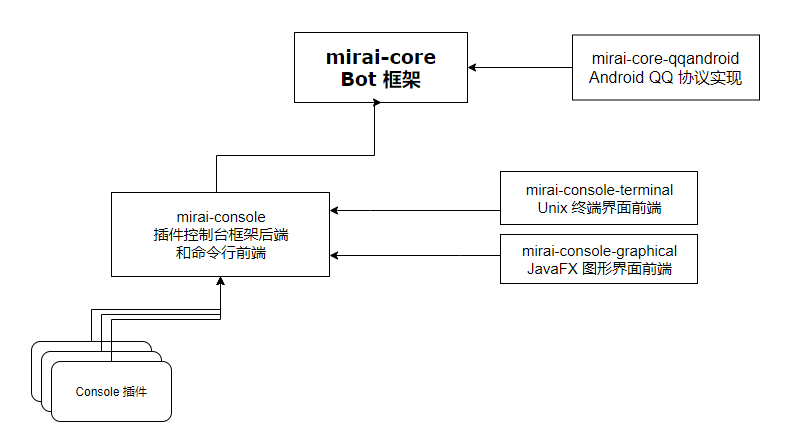 mirai-core
Bot 框架
mirai-core-qqandroid
Android QQ 协议实现
mirai-console
插件控制台框架后端
和命令行前端
mirai-console-terminal
Unix 终端界面前端
mirai-console-graphical
JavaFX 图形界面前端
Console 插件